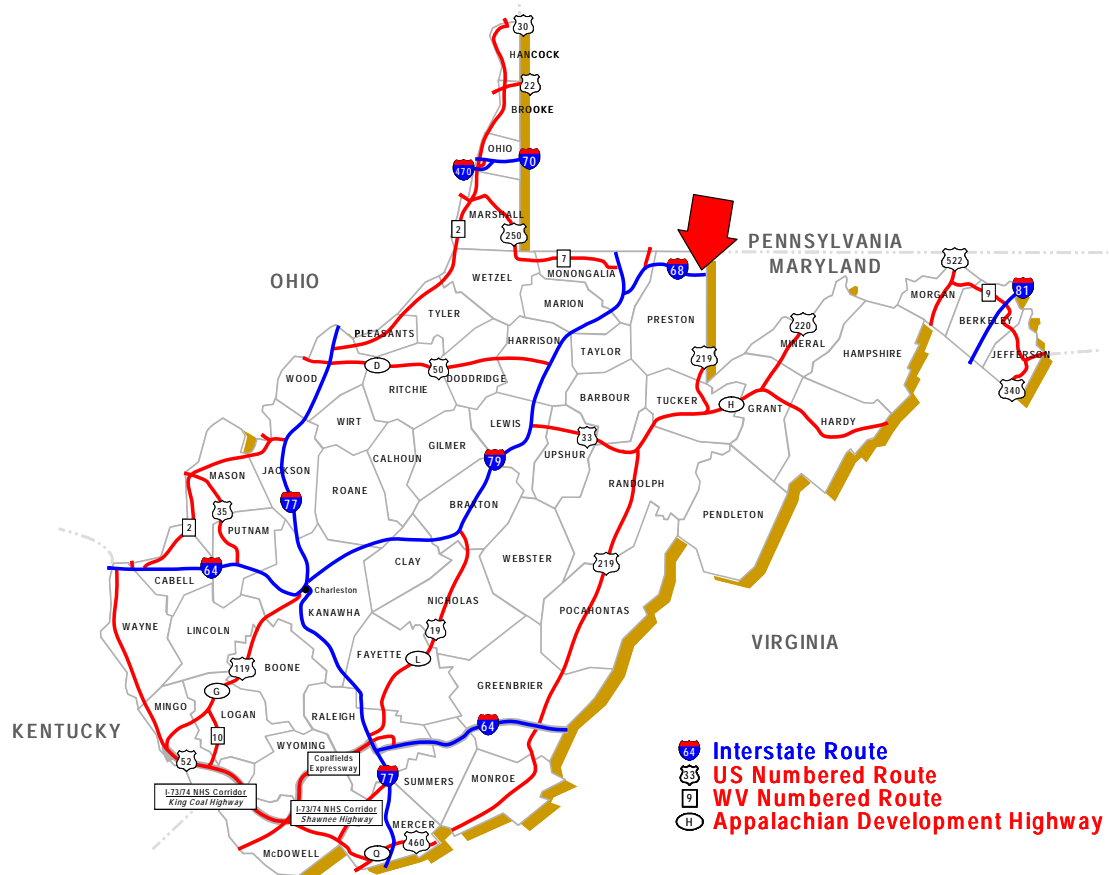 30
HANCOCK
22
BROOKE
OHIO
470
70
MARSHALL
2
250
PENNSYLVANIA
MARYLAND
OHIO
7
MONONGALIA
68
WETZEL
522
MORGAN
9
81
BERKELEY
JEFFERSON
340
MARION
TYLER
PLEASANTS
PRESTON
220
MINERAL
HAMPSHIRE
HARRISON
TAYLOR
219
WOOD
D
50
RITCHIE
DODDRIDGE
BARBOUR
TUCKER
H
GRANT
HARDY
WIRT
LEWIS
GILMER
33
UPSHUR
CALHOUN
79
MASON
JACKSON
ROANE
RANDOLPH
77
35
BRAXTON
PENDLETON
2
PUTNAM
64
CABELL
CLAY
WEBSTER
219
Charleston
KANAWHA
NICHOLAS
POCAHONTAS
WAYNE
LINCOLN
19
VIRGINIA
FAYETTE
L
119
BOONE
G
GREENBRIER
MINGO
LOGAN
RALEIGH
64
KENTUCKY
10
WYOMING
52
Coalfields
Expressway
77
SUMMERS
MONROE
I-73/74 NHS Corridor
King Coal Highway
I-73/74 NHS Corridor
Shawnee Highway
MERCER
460
Q
McDOWELL
64 Interstate Route
33 US Numbered Route
9 WV Numbered Route
H Appalachian Development Highway